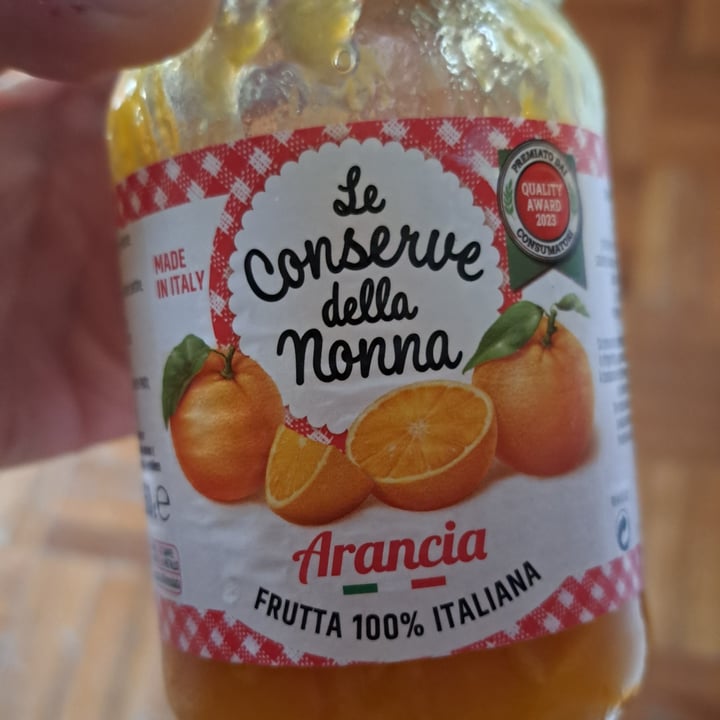 Le
Conserve
della
Nonna
PREMIATO DAI
QUALITY
AWARD
2023
CONSUMATORI
MADE
IN ITALY
Arancia
FRUTTA 100% ITALIANA